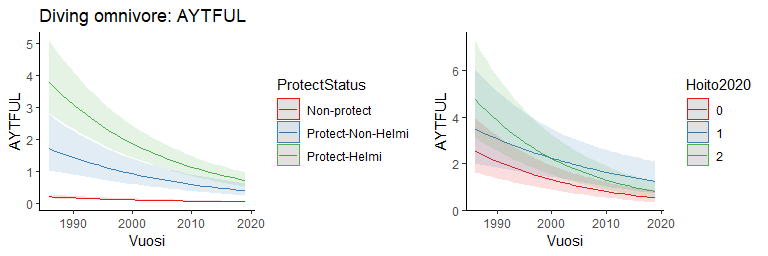 Diving omnivore: AYTFUL
AYTFUL
5
4
3
2
1
0
1990 2000 2010 2020
Vuosi
ProtectStatus
Non-protect
Protect-Non-Helmi
Protect-Helmi
AYTFUL
6
4
2
0
1990 2000 2010 2020
Vuosi
Hoito2020
0
1
2